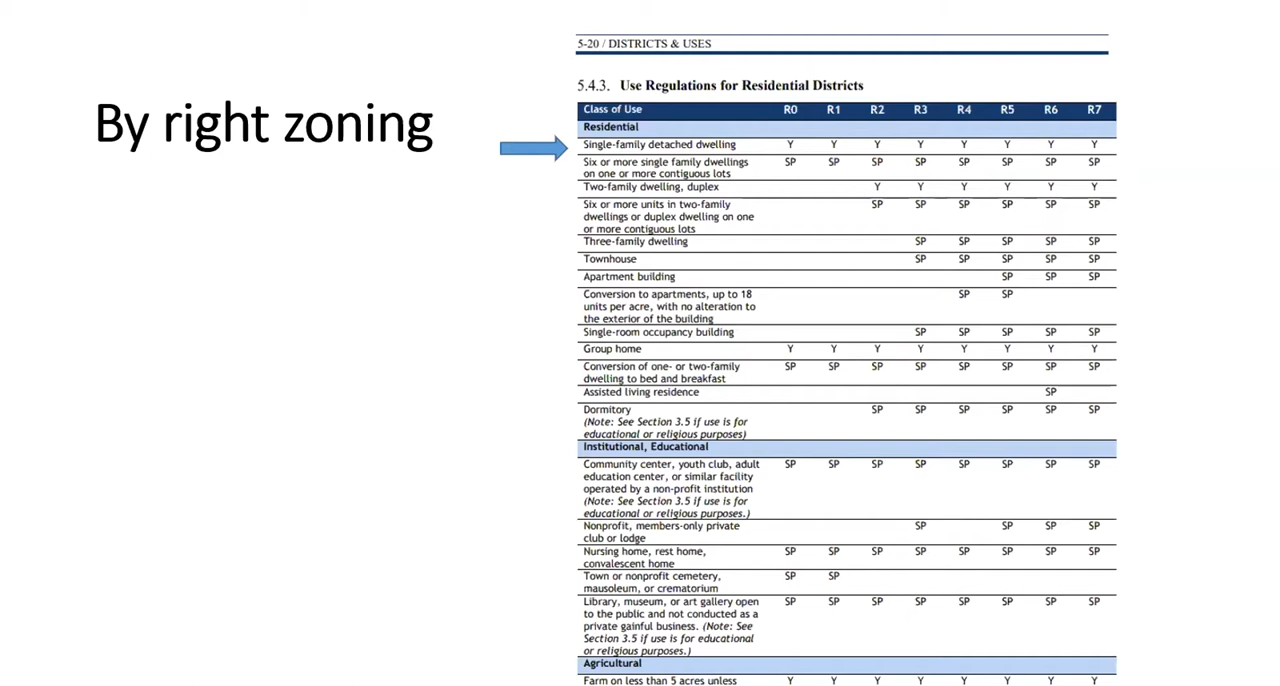 By right zoning
5-20 / DISTRICTS & USES
5.4.3. Use Regulations for Residential Districts
Class of Use R0 R1 R2 R3 R4 R5 R6 R7
Residential
Single-family detached dwelling Y Y Y Y Y Y Y Y
Six or more single family dwellings SP SP SP SP SP SP SP SP
on one or more contiguous lots
Two-family dwelling, duplex Y Y Y Y Y Y
Six or more units in two-family SP SP SP SP SP SP
dwellings or duplex dwelling on one
or more contiguous lots
Three-family dwelling SP SP SP SP SP
Townhouse SP SP SP SP SP
Apartment building SP SP SP
Conversion to apartments, up to 18 SP SP
units per acre, with no alteration to
the exterior of the building
Single-room occupancy building SP SP SP SP SP
Group home Y Y Y Y Y Y Y Y
Conversion of one- or two-family SP SP SP SP SP SP SP SP
dwelling to bed and breakfast
Assisted living residence SP
Dormitory SP SP SP SP SP SP
(Note: See Section 3.5 if use is for
educational or religious purposes)
Institutional, Educational
Community center, youth club, adult SP SP SP SP SP SP SP SP
education center, or similar facility
operated by a non-profit institution
(Note: See Section 3.5 if use is for
educational or religious purposes.)
Nonprofit, members-only private SP SP SP SP
club or lodge
Nursing home, rest home, SP SP SP SP SP SP SP SP
convalescent home
Town or nonprofit cemetery, SP SP
mausoleum, or crematorium
Library, museum, or art gallery open SP SP SP SP SP SP SP SP
to the public and not conducted as a
private gainful business. (Note: See
Section 3.5 if use is for educational
or religious purposes.)
Agricultural
Farm on less than 5 acres unless Y Y Y Y Y Y Y Y